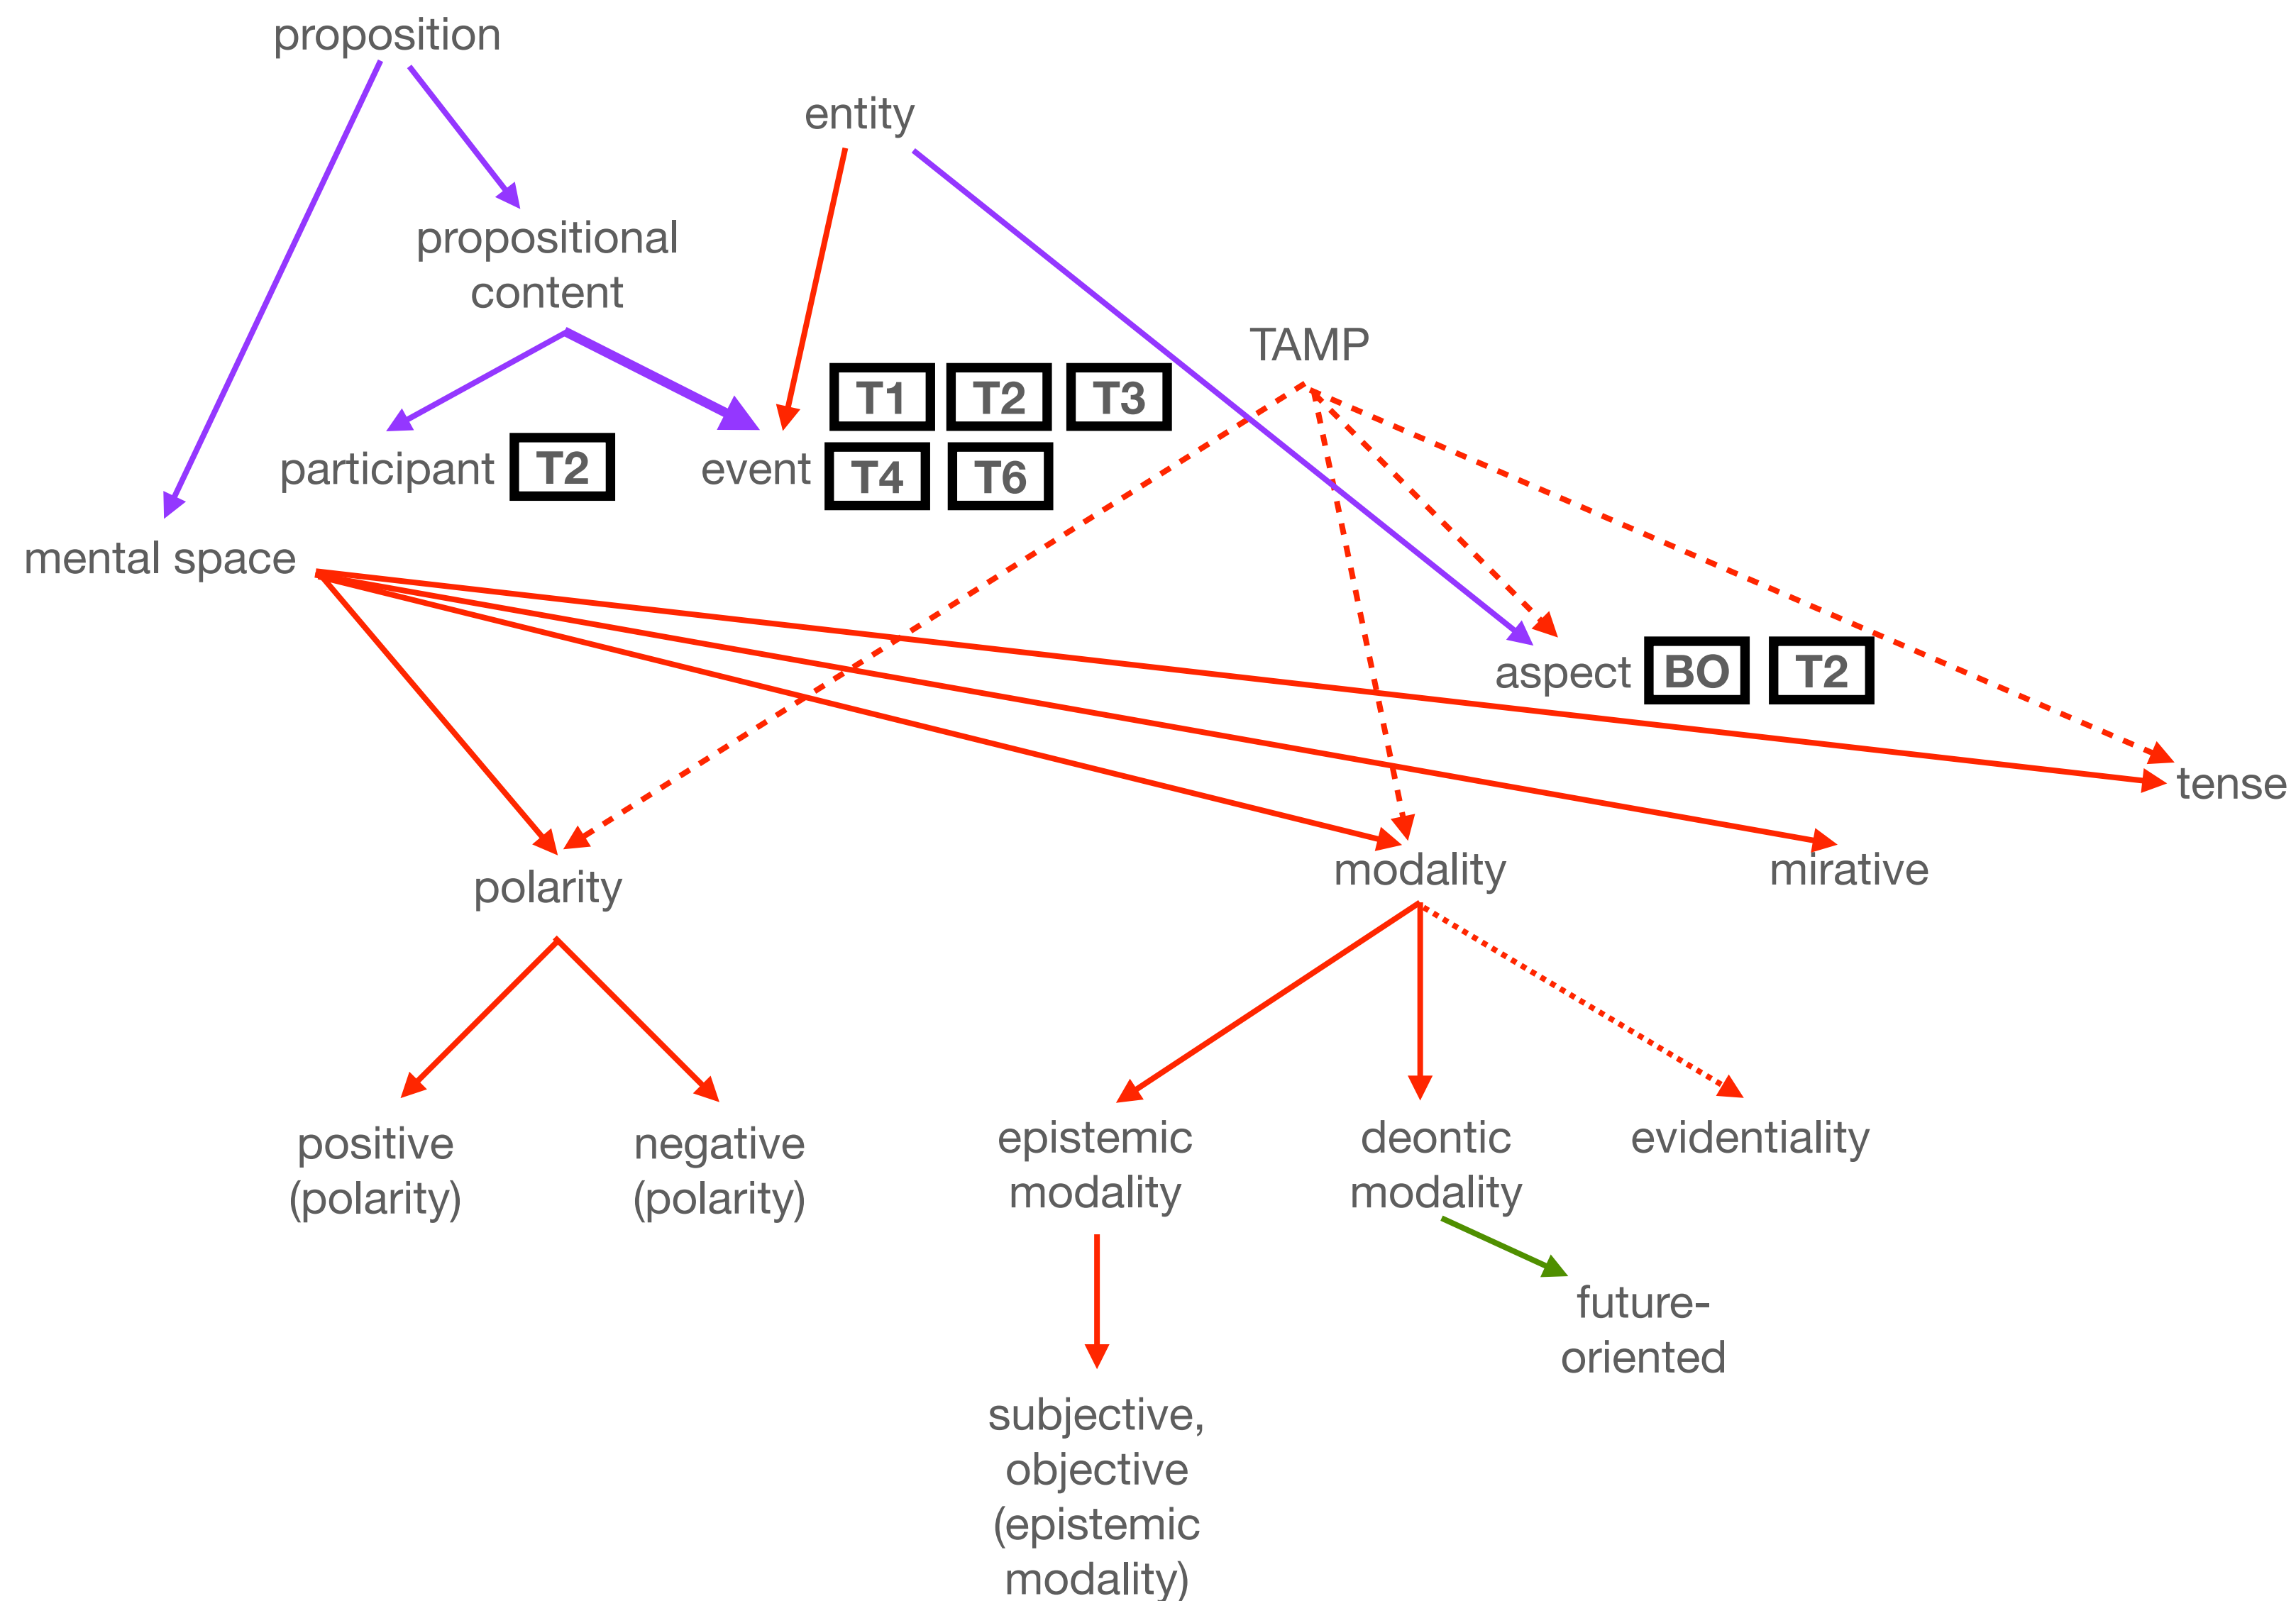 proposition
entity
propositional
content
TAMP
T1 T2 T3
participant T2
event T4 T6
mental space
aspect BO T2
tense
polarity
modality
mirative
positive
(polarity)
negative
(polarity)
epistemic
modality
deontic
modality
evidentiality
future-
oriented
subjective,
objective
(epistemic
modality)